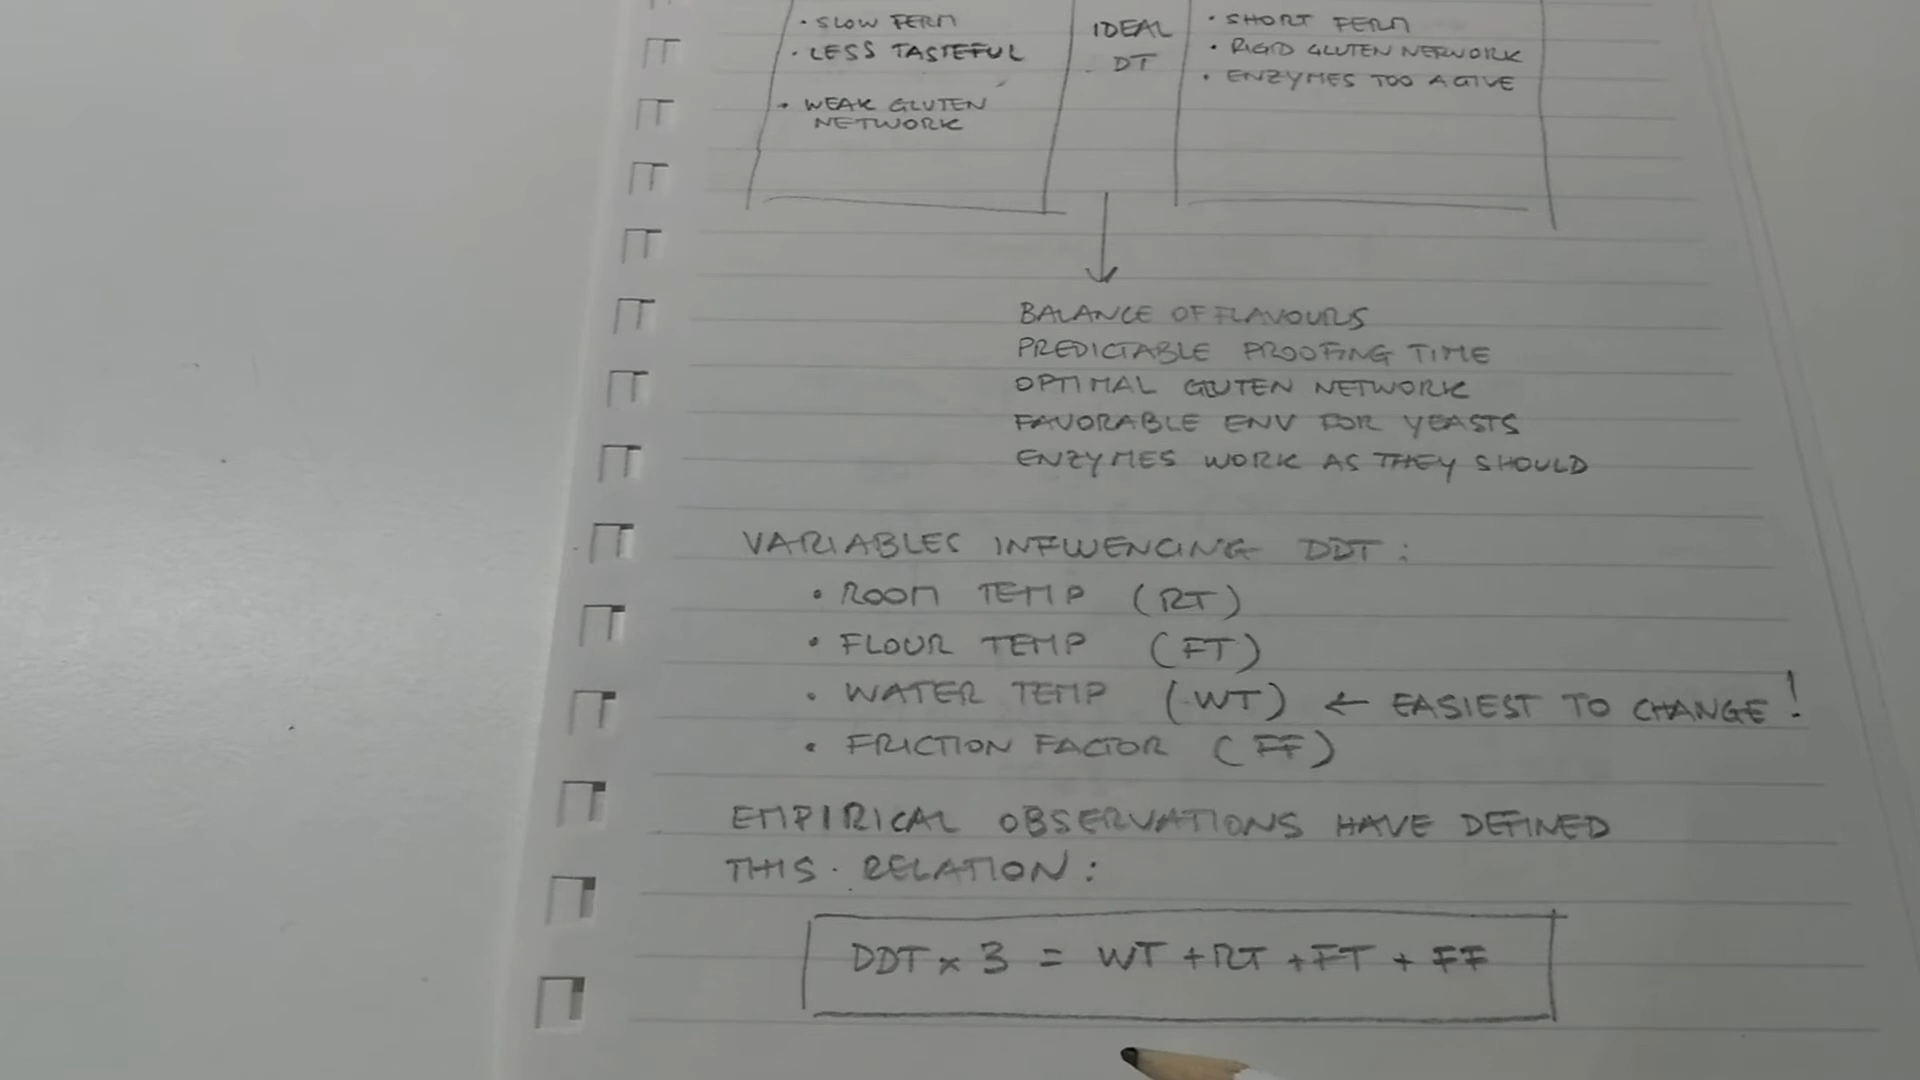 • SLOW FERM
• LESS TASTEFUL
• WEAK GLUTEN
NETWORK
IDEAL
DT
• SHORT FERM
• RIGID GLUTEN NETWORK
• ENZYMES TOO ACTIVE
BALANCE OF FLAVOURS
PREDICTABLE PROOFING TIME
OPTIMAL GLUTEN NETWORK
FAVORABLE ENV FOR YEASTS
ENZYMES WORK AS THEY SHOULD
VARIABLES INFLUENCING DDT:
• ROOM TEMP (RT)
• FLOUR TEMP (FT)
• WATER TEMP (WT) ← EASIEST TO CHANGE!
• FRICTION FACTOR (FF)
EMPIRICAL OBSERVATIONS HAVE DEFINED
THIS RELATION:
DDT × 3 = WT + RT + FT + FF